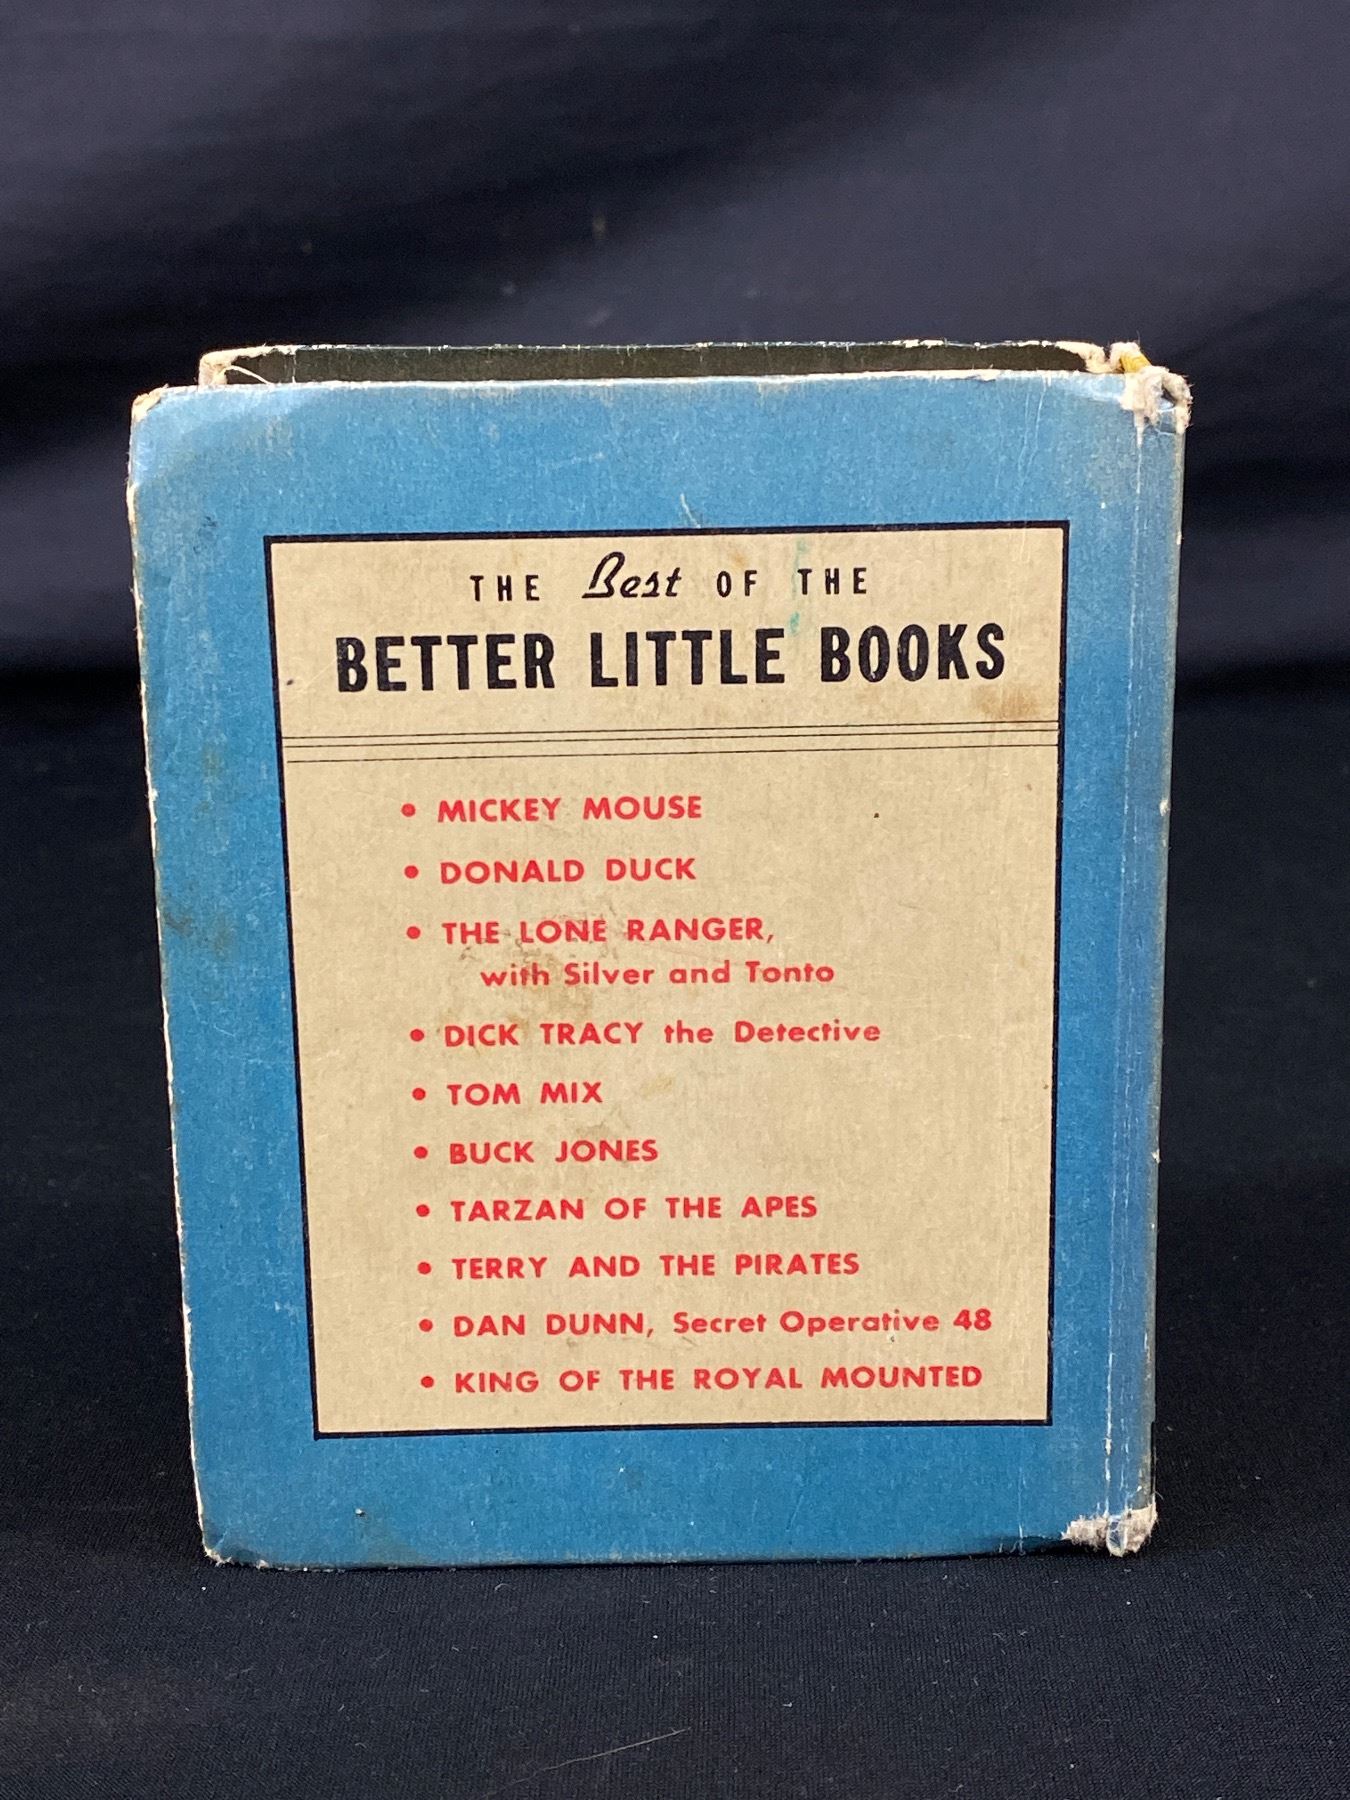 THE Best OF THE
BETTER LITTLE BOOKS
• MICKEY MOUSE
• DONALD DUCK
• THE LONE RANGER,
with Silver and Tonto
• DICK TRACY the Detective
• TOM MIX
• BUCK JONES
• TARZAN OF THE APES
• TERRY AND THE PIRATES
• DAN DUNN, Secret Operative 48
• KING OF THE ROYAL MOUNTED